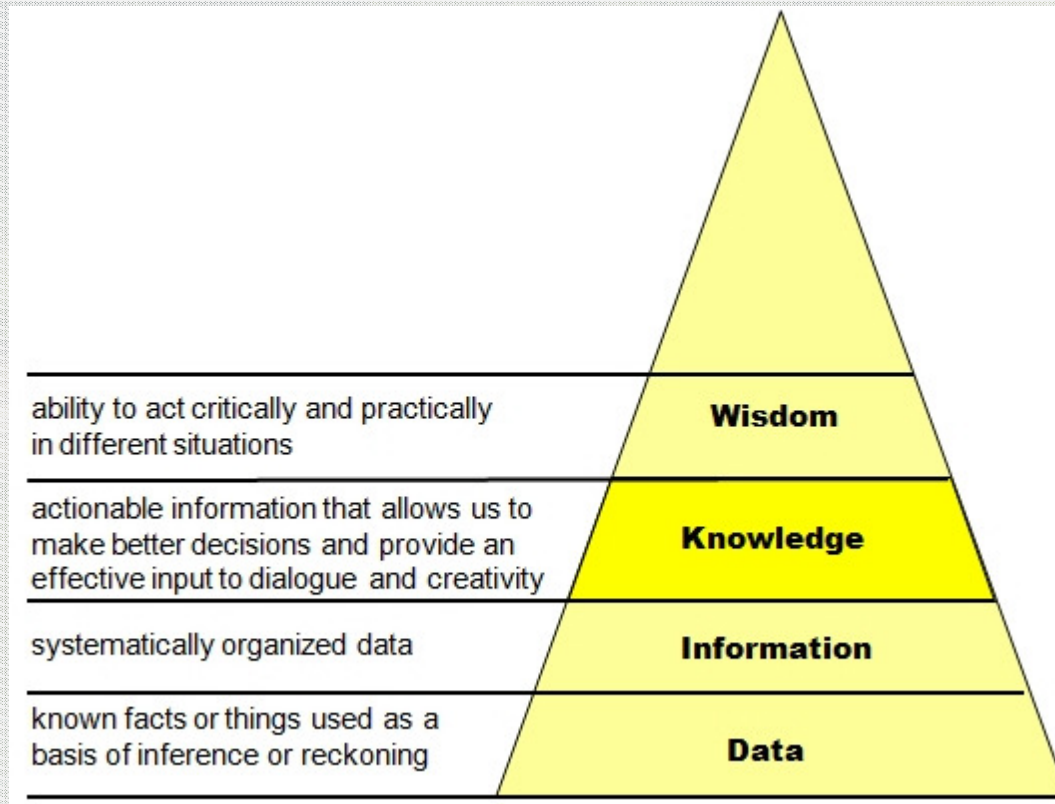 ability to act critically and practically
in different situations
Wisdom
actionable information that allows us to
make better decisions and provide an
effective input to dialogue and creativity
Knowledge
systematically organized data
Information
known facts or things used as a
basis of inference or reckoning
Data